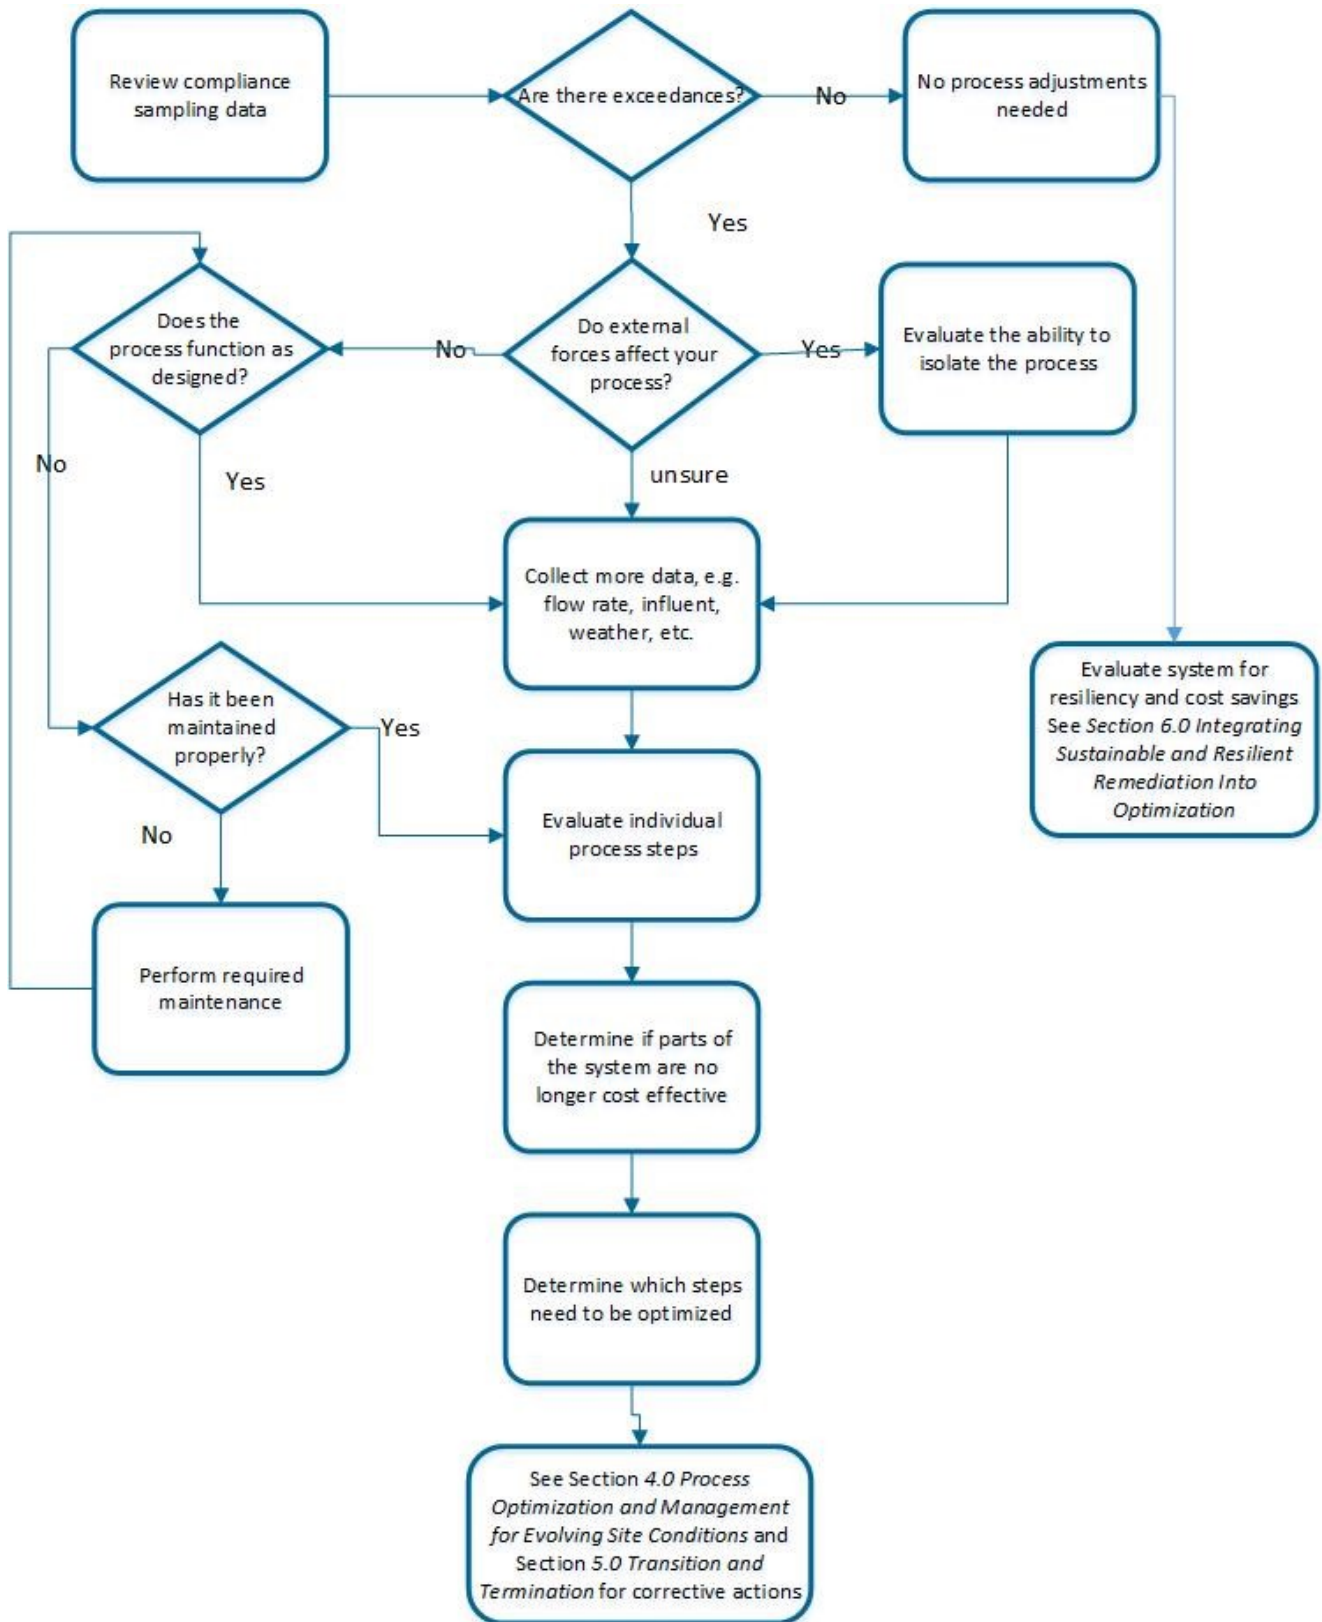 Review compliance
sampling data
Are there exceedances?
No
No process adjustments
needed
Yes
Does the
process function as
designed?
No
Do external
forces affect your
process?
Yes
Evaluate the ability to
isolate the process
No
Yes
unsure
Collect more data, e.g.
flow rate, influent,
weather, etc.
Evaluate system for
resiliency and cost savings
See Section 6.0 Integrating
Sustainable and Resilient
Remediation Into
Optimization
Has it been
maintained
properly?
Yes
No
Evaluate individual
process steps
Perform required
maintenance
Determine if parts of
the system are no
longer cost effective
Determine which steps
need to be optimized
See Section 4.0 Process
Optimization and Management
for Evolving Site Conditions and
Section 5.0 Transition and
Termination for corrective actions